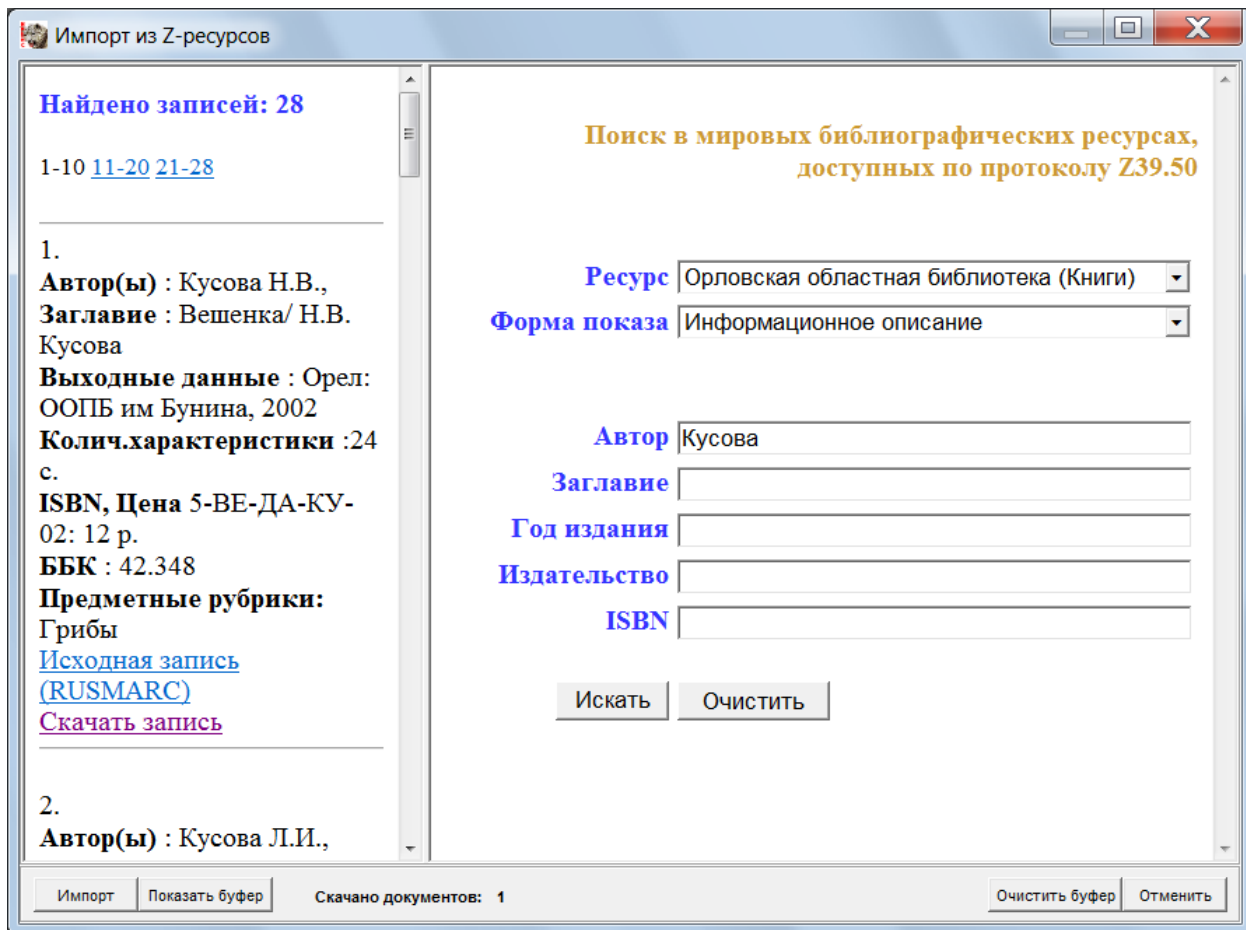 Импорт из Z-ресурсов
Найдено записей: 28
1-10 11-20 21-28
1.
Автор(ы) : Кусова Н.В.,
Заглавие : Вешенка/ Н.В.
Кусова
Выходные данные : Орел:
ООПБ им Бунина, 2002
Колич.характеристики :24
с.
ISBN, Цена 5-ВЕ-ДА-КУ-
02: 12 р.
ББК : 42.348
Предметные рубрики:
Грибы
Исходная запись
(RUSMARC)
Скачать запись
2.
Автор(ы) : Кусова Л.И.,
Поиск в мировых библиографических ресурсах,
доступных по протоколу Z39.50
Ресурс Орловская областная библиотека (Книги)
Форма показа Информационное описание
Автор Кусова
Заглавие
Год издания
Издательство
ISBN
Искать Очистить
Импорт Показать буфер Скачано документов: 1 Очистить буфер Отменить